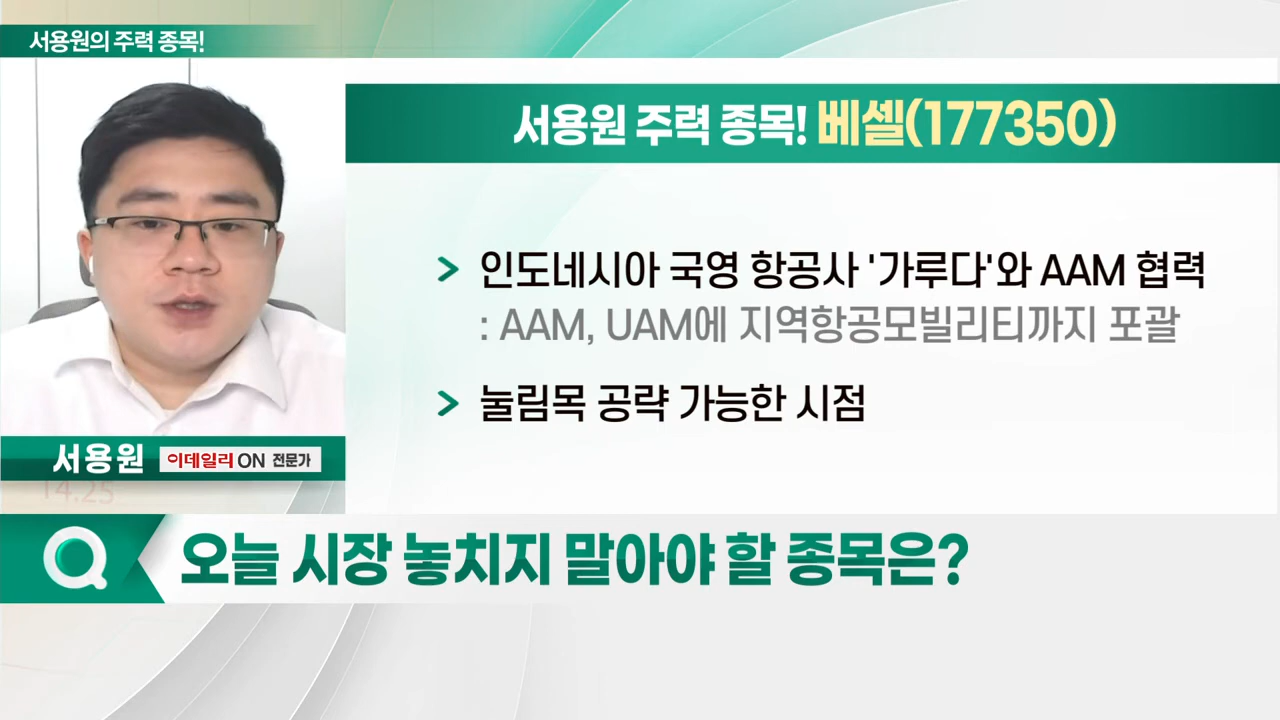 서용원의 주력 종목!
서용원 주력 종목! 베셀(177350)
> 인도네시아 국영 항공사 '가루다'와 AAM 협력
: AAM, UAM에 지역항공모빌리티까지 포괄
> 눌림목 공략 가능한 시점
서용원 이데일리 ON 전문가
14.25
Q 오늘 시장 놓치지 말아야 할 종목은?